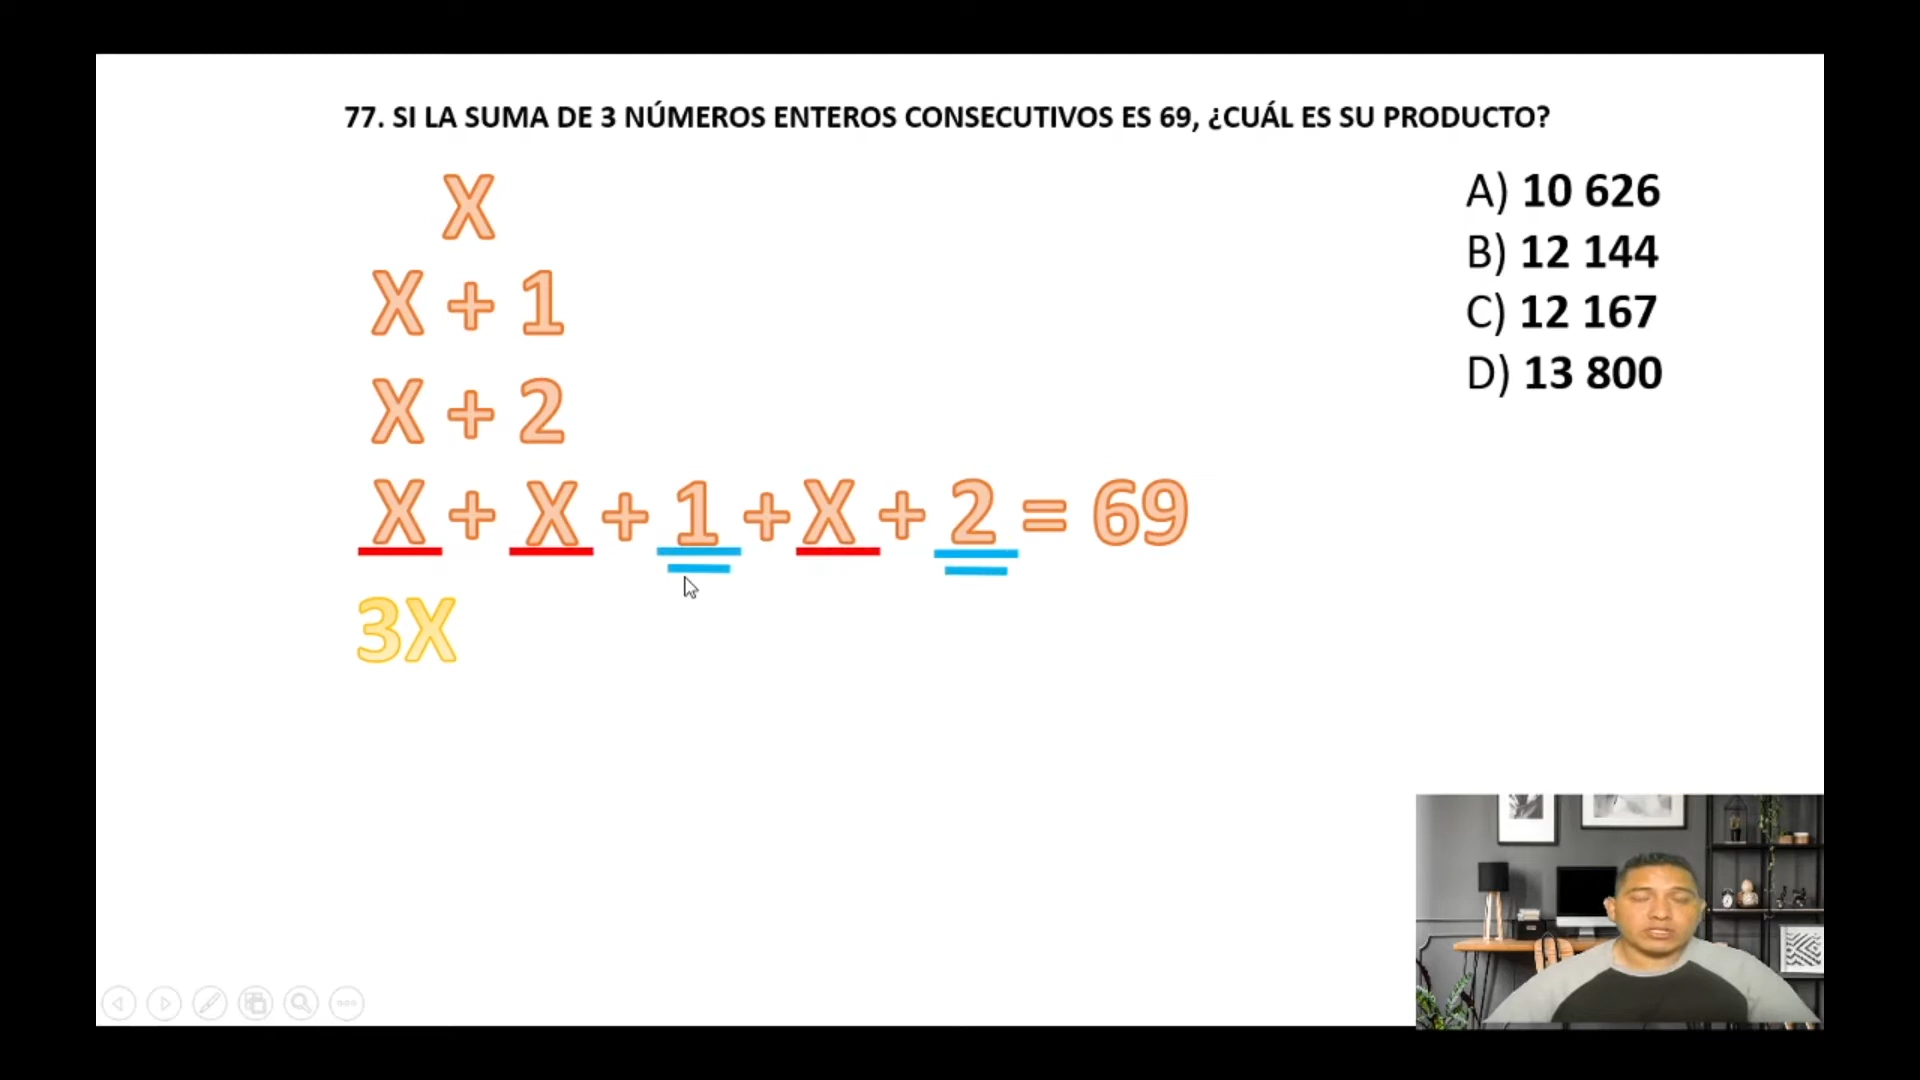 77. SI LA SUMA DE 3 NÚMEROS ENTEROS CONSECUTIVOS ES 69, ¿CUÁL ES SU PRODUCTO?
X
X + 1
X + 2
X + X + 1 + X + 2 = 69
3X
A) 10 626
B) 12 144
C) 12 167
D) 13 800